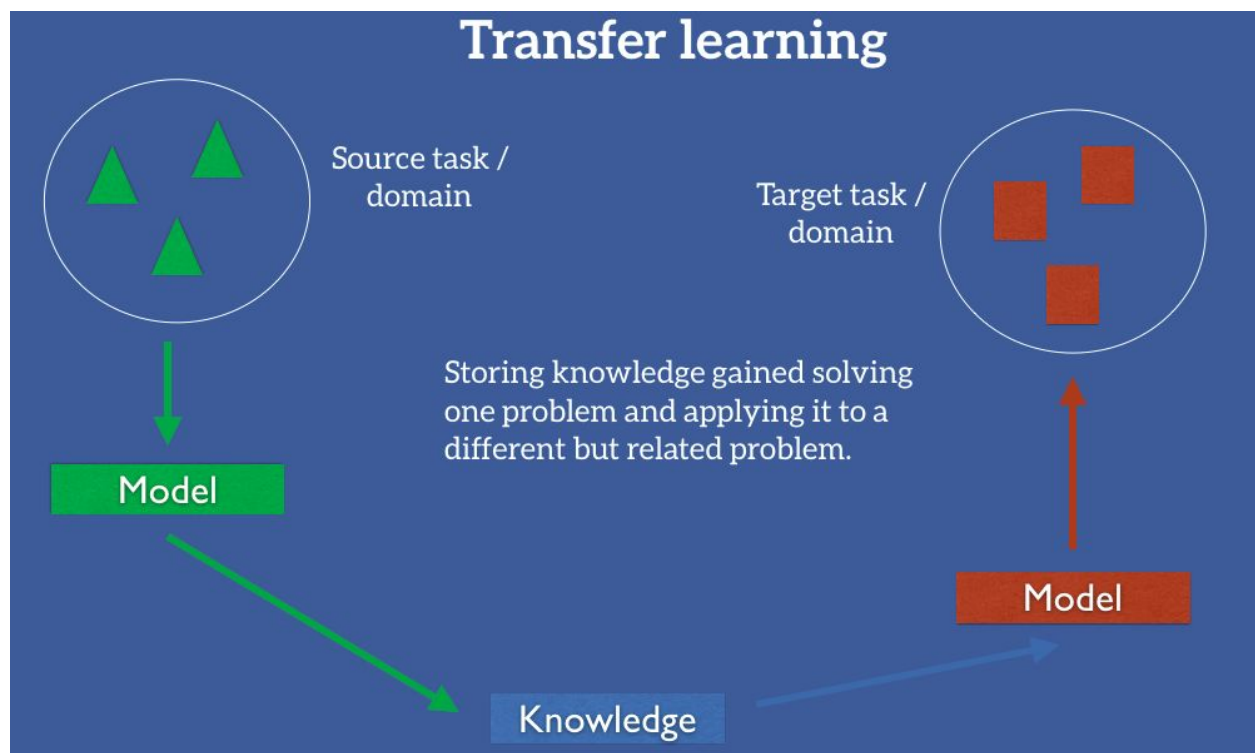 Transfer learning
Source task /
domain
Target task /
domain
Storing knowledge gained solving
one problem and applying it to a
different but related problem.
Model
Model
Knowledge